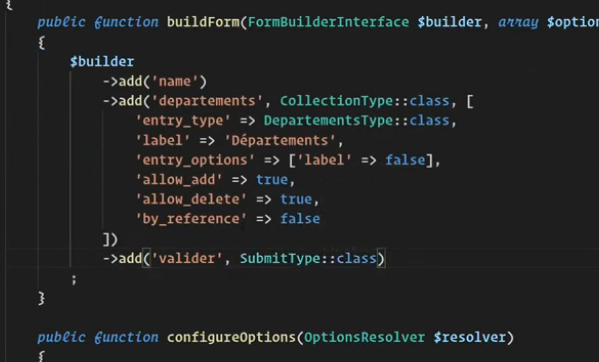 {
public function buildForm(FormBuilderInterface $builder, array $option
{
$builder
->add('name')
->add('departements', CollectionType::class, [
'entry_type' => DepartementsType::class,
'label' => 'Départements',
'entry_options' => ['label' => false],
'allow_add' => true,
'allow_delete' => true,
'by_reference' => false
])
->add('valider', SubmitType::class)
;
}
public function configureOptions(OptionsResolver $resolver)
{